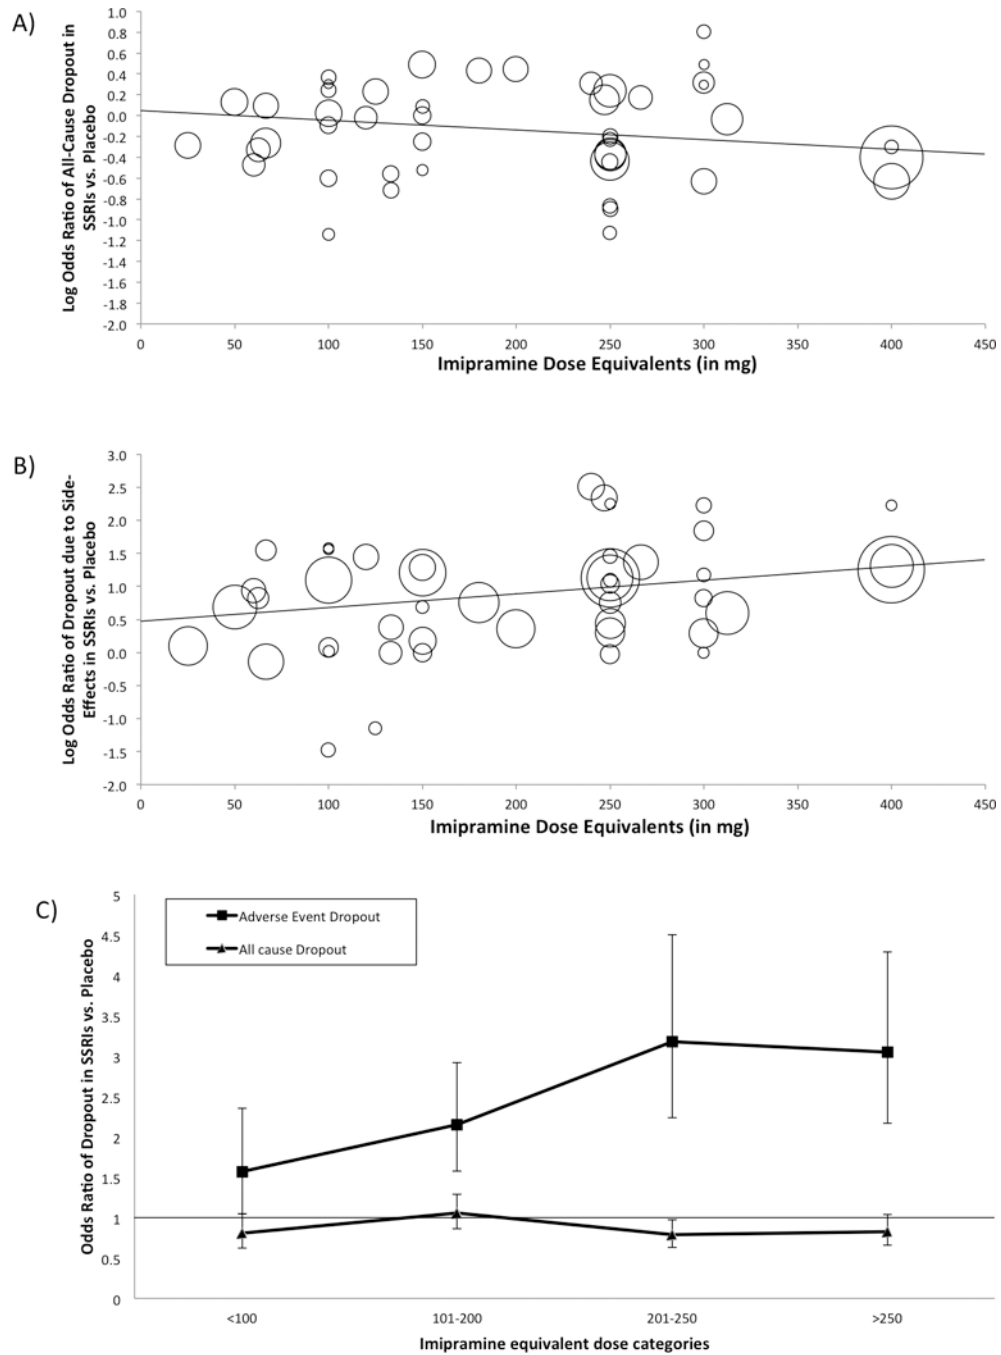 A)
Log Odds Ratio of All-Cause Dropout in
SSRIs vs. Placebo
1.0
0.8
0.6
0.4
0.2
0.0
-0.2
-0.4
-0.6
-0.8
-1.0
-1.2
-1.4
-1.6
-1.8
-2.0
0 50 100 150 200 250 300 350 400 450
Imipramine Dose Equivalents (in mg)
B)
Log Odds Ratio of Dropout due to Side-
Effects in SSRIs vs. Placebo
3.0
2.5
2.0
1.5
1.0
0.5
0.0
-0.5
-1.0
-1.5
-2.0
0 50 100 150 200 250 300 350 400 450
Imipramine Dose Equivalents (in mg)
C)
Odds Ratio of Dropout in SSRIs vs. Placebo
5
4.5
4
3.5
3
2.5
2
1.5
1
0.5
0
Adverse Event Dropout
All cause Dropout
<100 101-200 201-250 >250
Imipramine equivalent dose categories